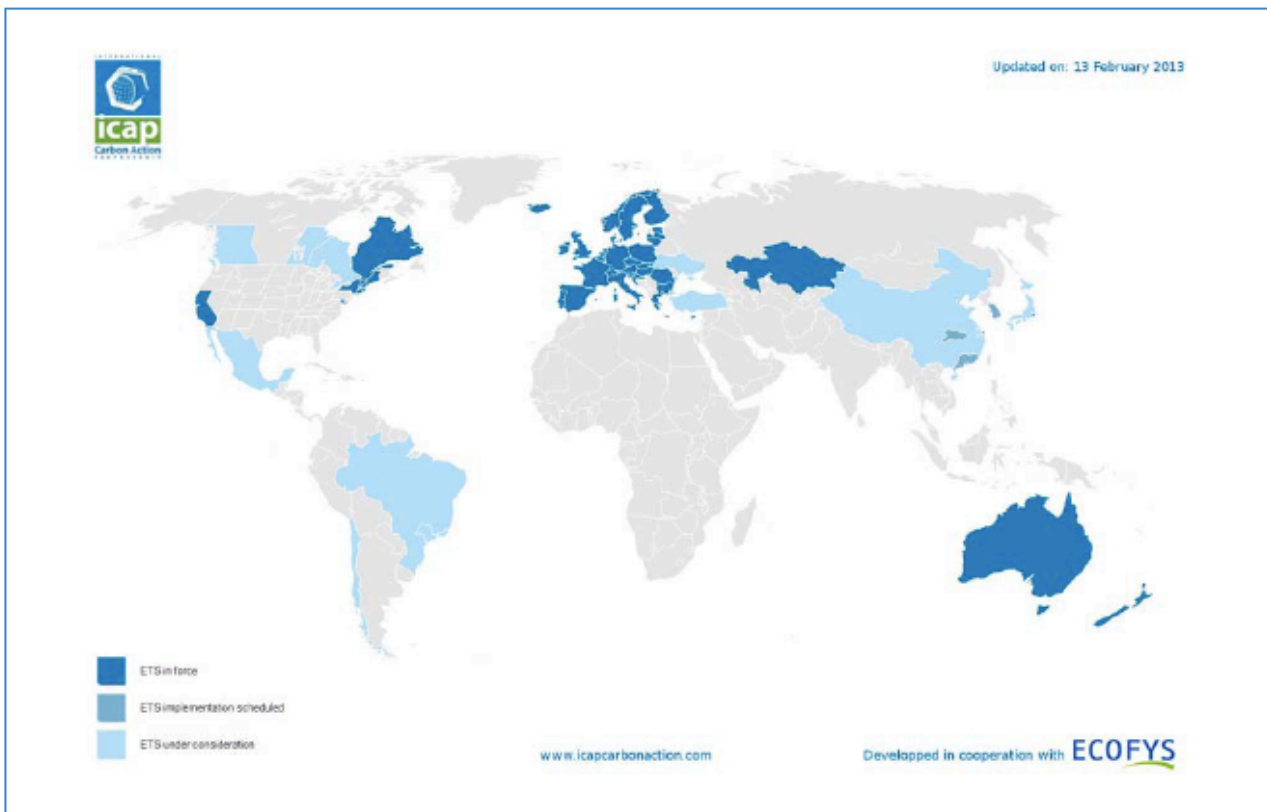 INTERNATIONAL
icap
Carbon Action
PARTNERSHIP
Updated on: 13 February 2013
ETS in force
ETS implementation scheduled
ETS under consideration
www.icapcarbonaction.com
Developped in cooperation with ECOFYS